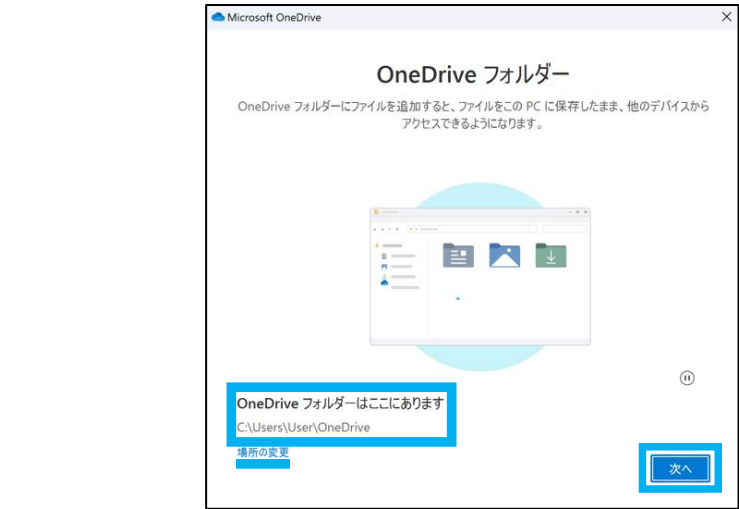 Microsoft OneDrive
OneDrive フォルダー
OneDrive フォルダーにファイルを追加すると、ファイルをこの PC に保存したまま、他のデバイスから
アクセスできるようになります。
OneDrive フォルダーはここにあります
C:\Users\User\OneDrive
場所の変更
次へ